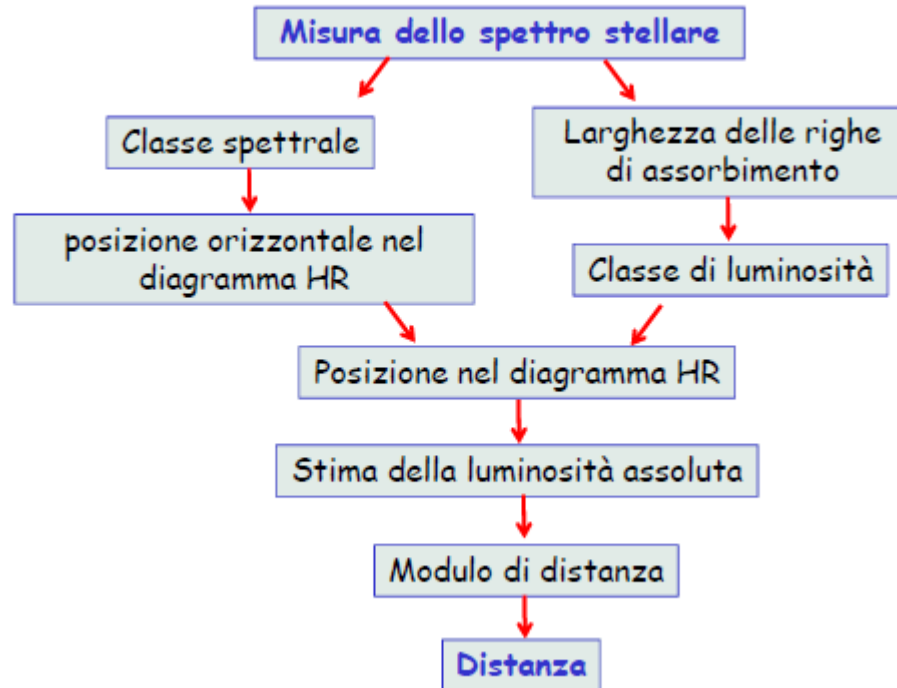 Misura dello spettro stellare
Classe spettrale
Larghezza delle righe
di assorbimento
posizione orizzontale nel
diagramma HR
Classe di luminosità
Posizione nel diagramma HR
Stima della luminosità assoluta
Modulo di distanza
Distanza